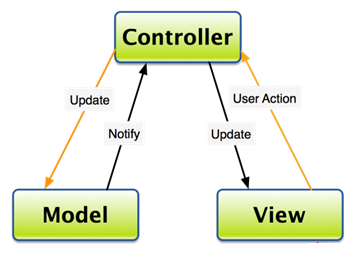 Controller
Update
User Action
Notify
Update
Model
View